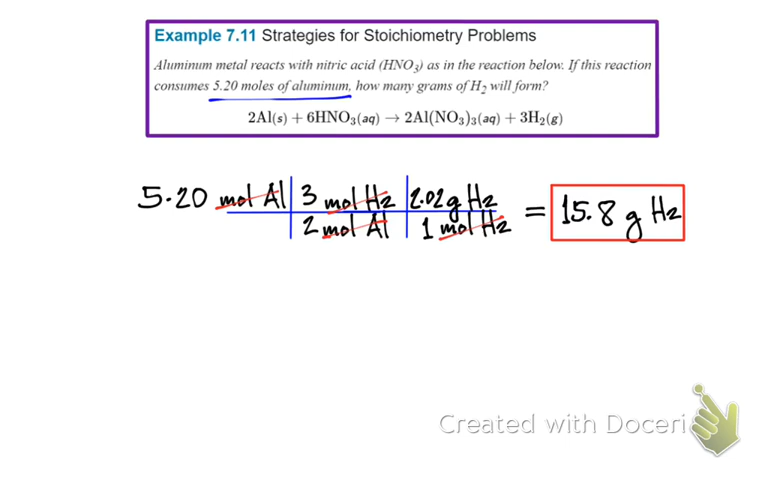 Example 7.11 Strategies for Stoichiometry Problems
Aluminum metal reacts with nitric acid (HNO₃) as in the reaction below. If this reaction
consumes 5.20 moles of aluminum, how many grams of H₂ will form?
2Al(s) + 6HNO₃(aq) → 2Al(NO₃)₃(aq) + 3H₂(g)
5.20 mol Al | 3 mol H₂ | 2.02g H₂
2 mol Al | 1 mol H₂ = 15.8 g H₂
Created with Doceri